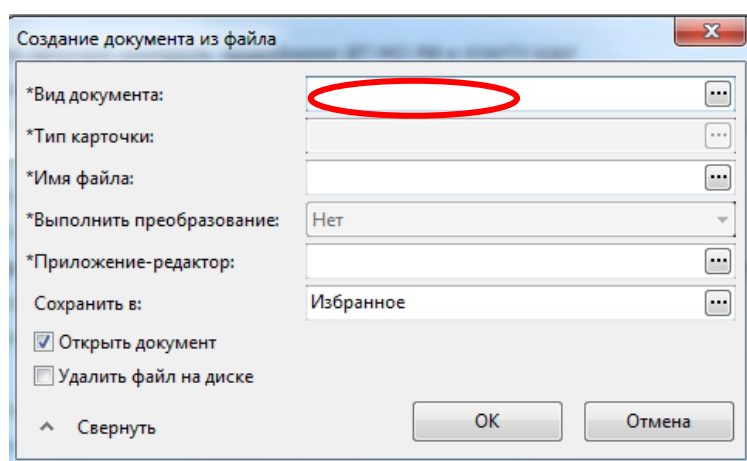 Создание документа из файла
*Вид документа:
*Тип карточки:
*Имя файла:
*Выполнить преобразование: Нет
*Приложение-редактор:
Сохранить в: Избранное
Открыть документ
Удалить файл на диске
Свернуть OK Отмена